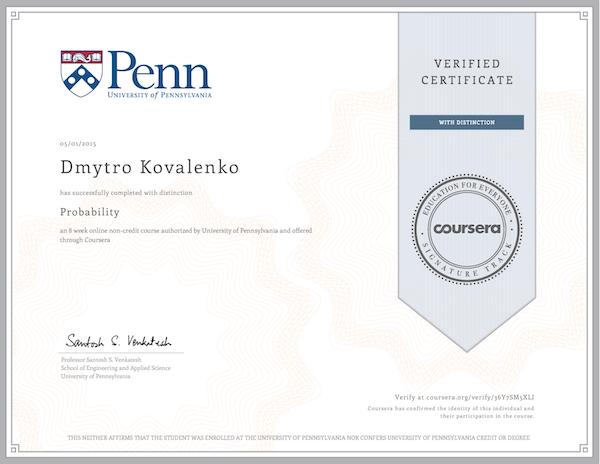 Penn
UNIVERSITY of PENNSYLVANIA
05/01/2015
Dmytro Kovalenko
has successfully completed with distinction
Probability
an 8 week online non-credit course authorized by University of Pennsylvania and offered
through Coursera
Santosh S. Venkatesh
Professor Santosh S. Venkatesh
School of Engineering and Applied Science
University of Pennsylvania
VERIFIED
CERTIFICATE
WITH DISTINCTION
EDUCATION FOR EVERYONE
coursera
SIGNATURE TRACK
Verify at coursera.org/verify/36Y7SM5XLJ
Coursera has confirmed the identity of this individual and
their participation in the course.
THIS NEITHER AFFIRMS THAT THE STUDENT WAS ENROLLED AT THE UNIVERSITY OF PENNSYLVANIA NOR CONFERS UNIVERSITY OF PENNSYLVANIA CREDIT OR DEGREE